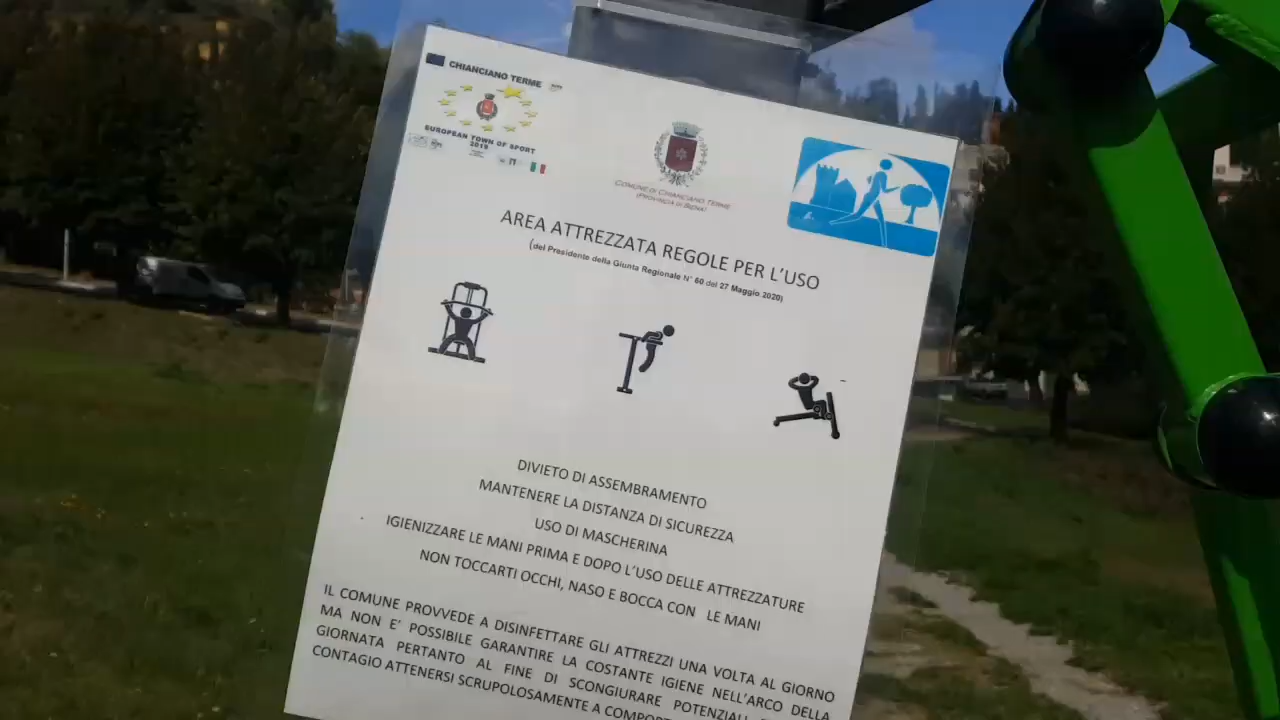 CHIANCIANO TERME
EUROPEAN TOWN OF SPORT
2019
COMUNE DI CHIANCIANO TERME
(PROVINCIA DI SIENA)
AREA ATTREZZATA REGOLE PER L'USO
(del Presidente della Giunta Regionale N° 60 del 27 Maggio 2020)
DIVIETO DI ASSEMBRAMENTO
MANTENERE LA DISTANZA DI SICUREZZA
USO DI MASCHERINA
IGIENIZZARE LE MANI PRIMA E DOPO L'USO DELLE ATTREZZATURE
NON TOCCARTI OCCHI, NASO E BOCCA CON LE MANI
IL COMUNE PROVVEDE A DISINFETTARE GLI ATTREZZI UNA VOLTA AL GIORNO
MA NON E' POSSIBILE GARANTIRE LA COSTANTE IGIENE NELL'ARCO DELLA
GIORNATA PERTANTO AL FINE DI SCONGIURARE POTENZIALI
CONTAGIO ATTENERSI SCRUPOLOSAMENTE A